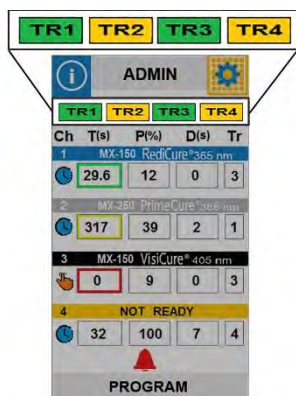 TR1 TR2 TR3 TR4
i ADMIN
TR1 TR2 TR3 TR4
Ch T(s) P(%) D(s) Tr
1 MX-150 RediCure® 365 nm
29.6 12 0 3
2 MX-250 PrimeCure® 385 nm
317 39 2 1
3 MX-150 VisiCure® 405 nm
0 9 0 3
4 NOT READY
32 100 7 4
PROGRAM